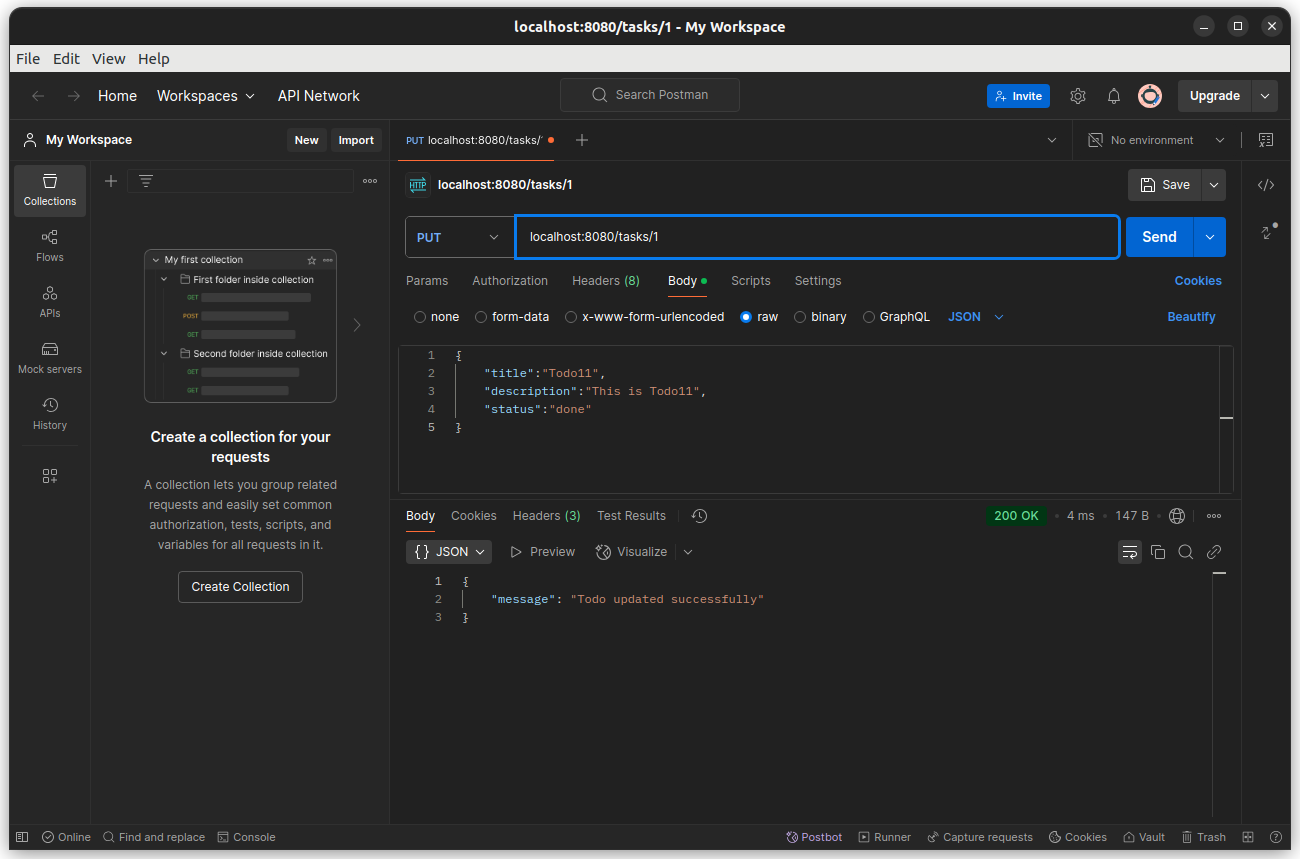 localhost:8080/tasks/1 - My Workspace
File Edit View Help
Home Workspaces API Network Search Postman Invite Upgrade
My Workspace New Import PUT localhost:8080/tasks/ No environment
Collections
Flows
APIs
Mock servers
History
My first collection
First folder inside collection
GET
POST
GET
Second folder inside collection
GET
GET
Create a collection for your
requests
A collection lets you group related
requests and easily set common
authorization, tests, scripts, and
variables for all requests in it.
Create Collection
HTTP localhost:8080/tasks/1 Save
PUT localhost:8080/tasks/1 Send
Params Authorization Headers (8) Body Scripts Settings Cookies
none form-data x-www-form-urlencoded raw binary GraphQL JSON Beautify
1 {
2 "title":"Todo11",
3 "description":"This is Todo11",
4 "status":"done"
5 }
Body Cookies Headers (3) Test Results 200 OK 4 ms 147 B
{} JSON Preview Visualize
1 {
2 "message": "Todo updated successfully"
3 }
Online Find and replace Console Postbot Runner Capture requests Cookies Vault Trash